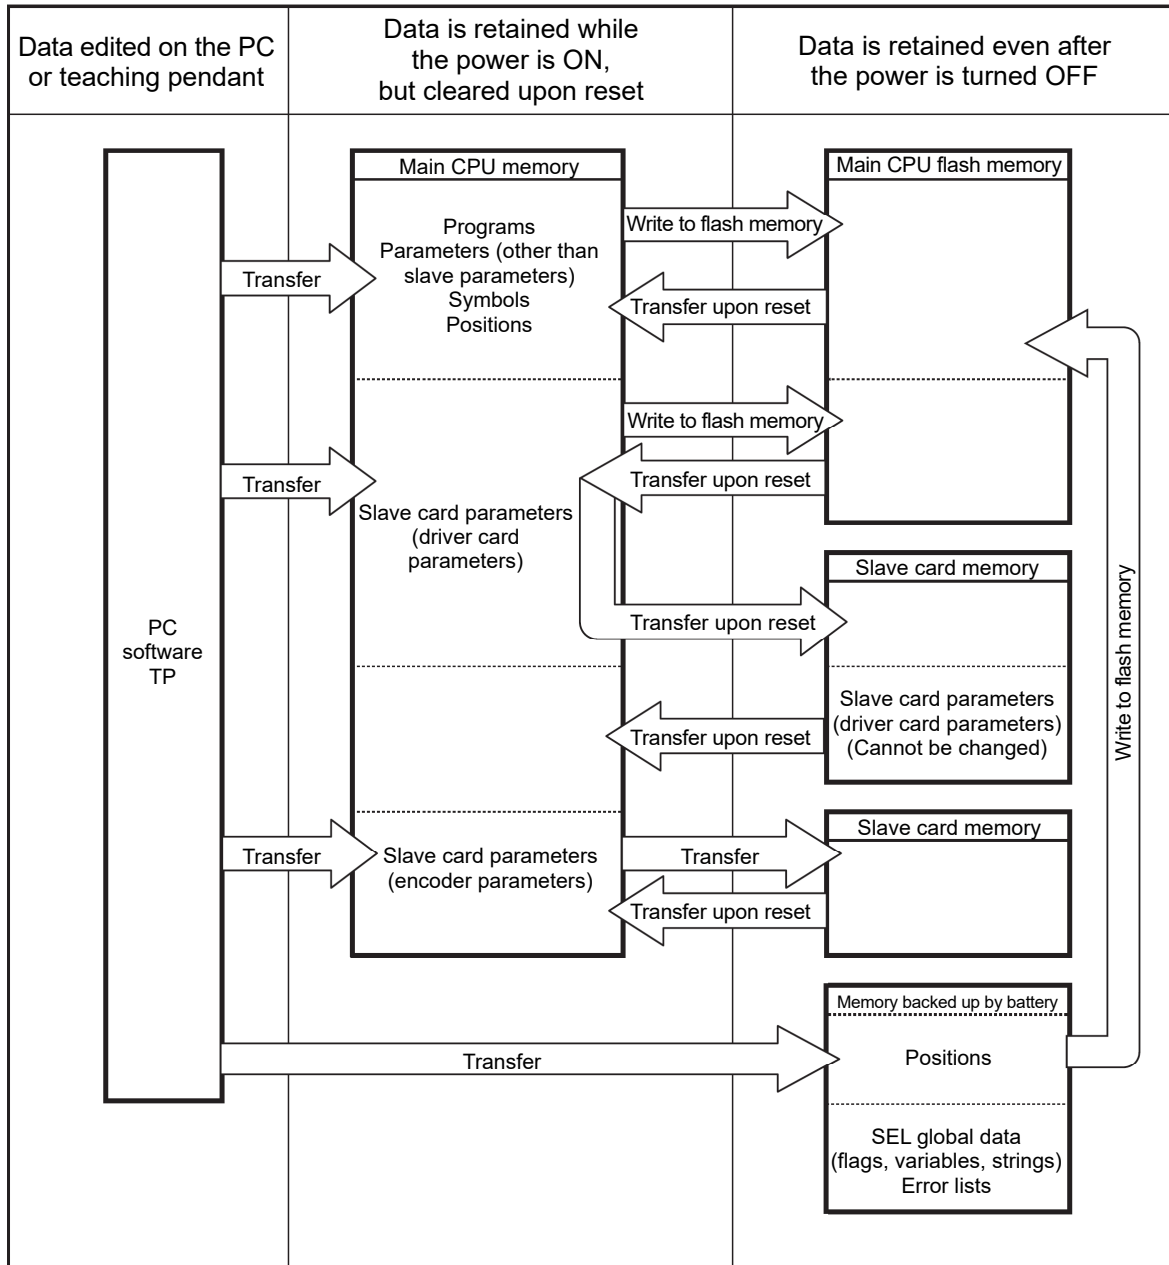 Data edited on the PC
or teaching pendant
Data is retained while
the power is ON,
but cleared upon reset
Data is retained even after
the power is turned OFF
PC
software
TP
Transfer
Transfer
Transfer
Transfer
Main CPU memory
Programs
Parameters (other than
slave parameters)
Symbols
Positions
Slave card parameters
(driver card
parameters)
Slave card parameters
(encoder parameters)
Write to flash memory
Transfer upon reset
Write to flash memory
Transfer upon reset
Transfer upon reset
Transfer upon reset
Transfer
Transfer upon reset
Main CPU flash memory
Slave card memory
Slave card parameters
(driver card parameters)
(Cannot be changed)
Slave card memory
Memory backed up by battery
Positions
SEL global data
(flags, variables, strings)
Error lists
Write to flash memory